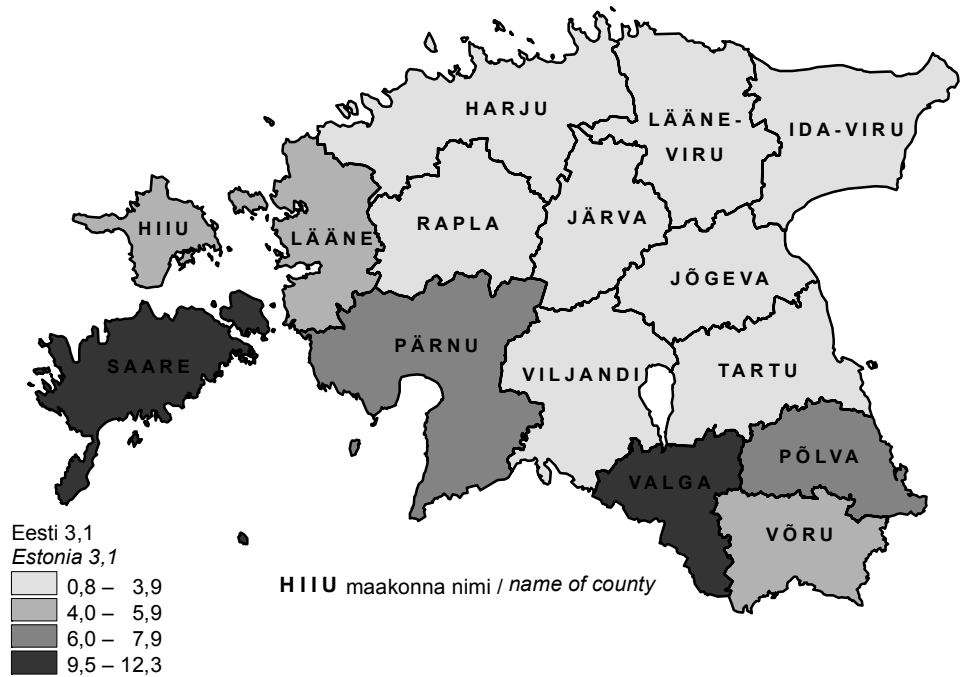 HARJU
LÄÄNE-
VIRU
IDA-VIRU
HIIU
LÄÄNE
RAPLA
JÄRVA
JÕGEVA
SAARE
PÄRNU
VILJANDI
TARTU
VALGA
PÕLVA
VÕRU
Eesti 3,1
Estonia 3,1
0,8 – 3,9
4,0 – 5,9
6,0 – 7,9
9,5 – 12,3
HIIU maakonna nimi / name of county